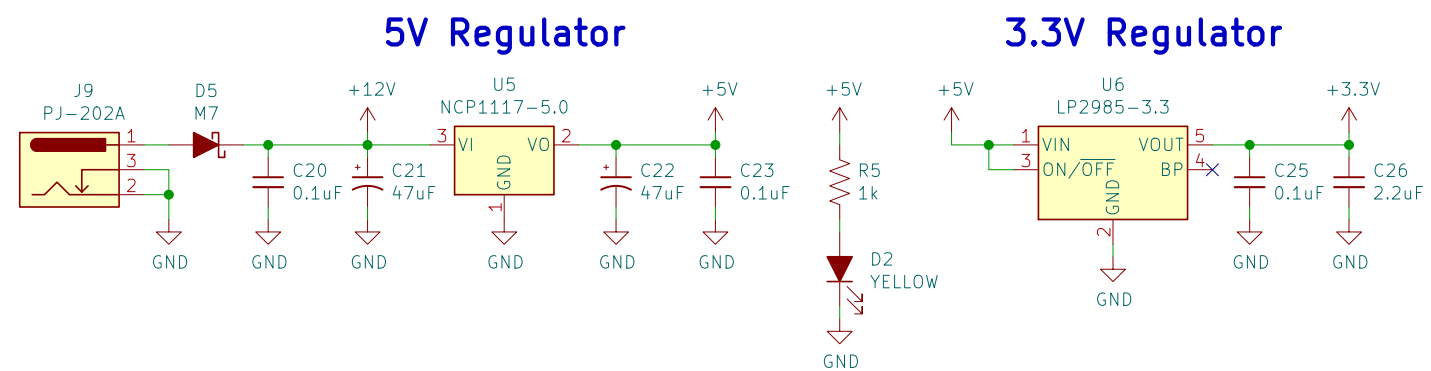 5V Regulator
3.3V Regulator
J9
PJ-202A
1
3
2
D5
M7
+12V
C20
0.1uF
GND
GND
C21
47uF
GND
U5
NCP1117-5.0
3
VI
VO
2
GND
1
GND
+5V
C22
47uF
GND
C23
0.1uF
GND
+5V
R5
1k
D2
YELLOW
GND
+5V
U6
LP2985-3.3
1
VIN
3
ON/OFF
VOUT
5
BP
4
GND
2
GND
+3.3V
C25
0.1uF
GND
C26
2.2uF
GND